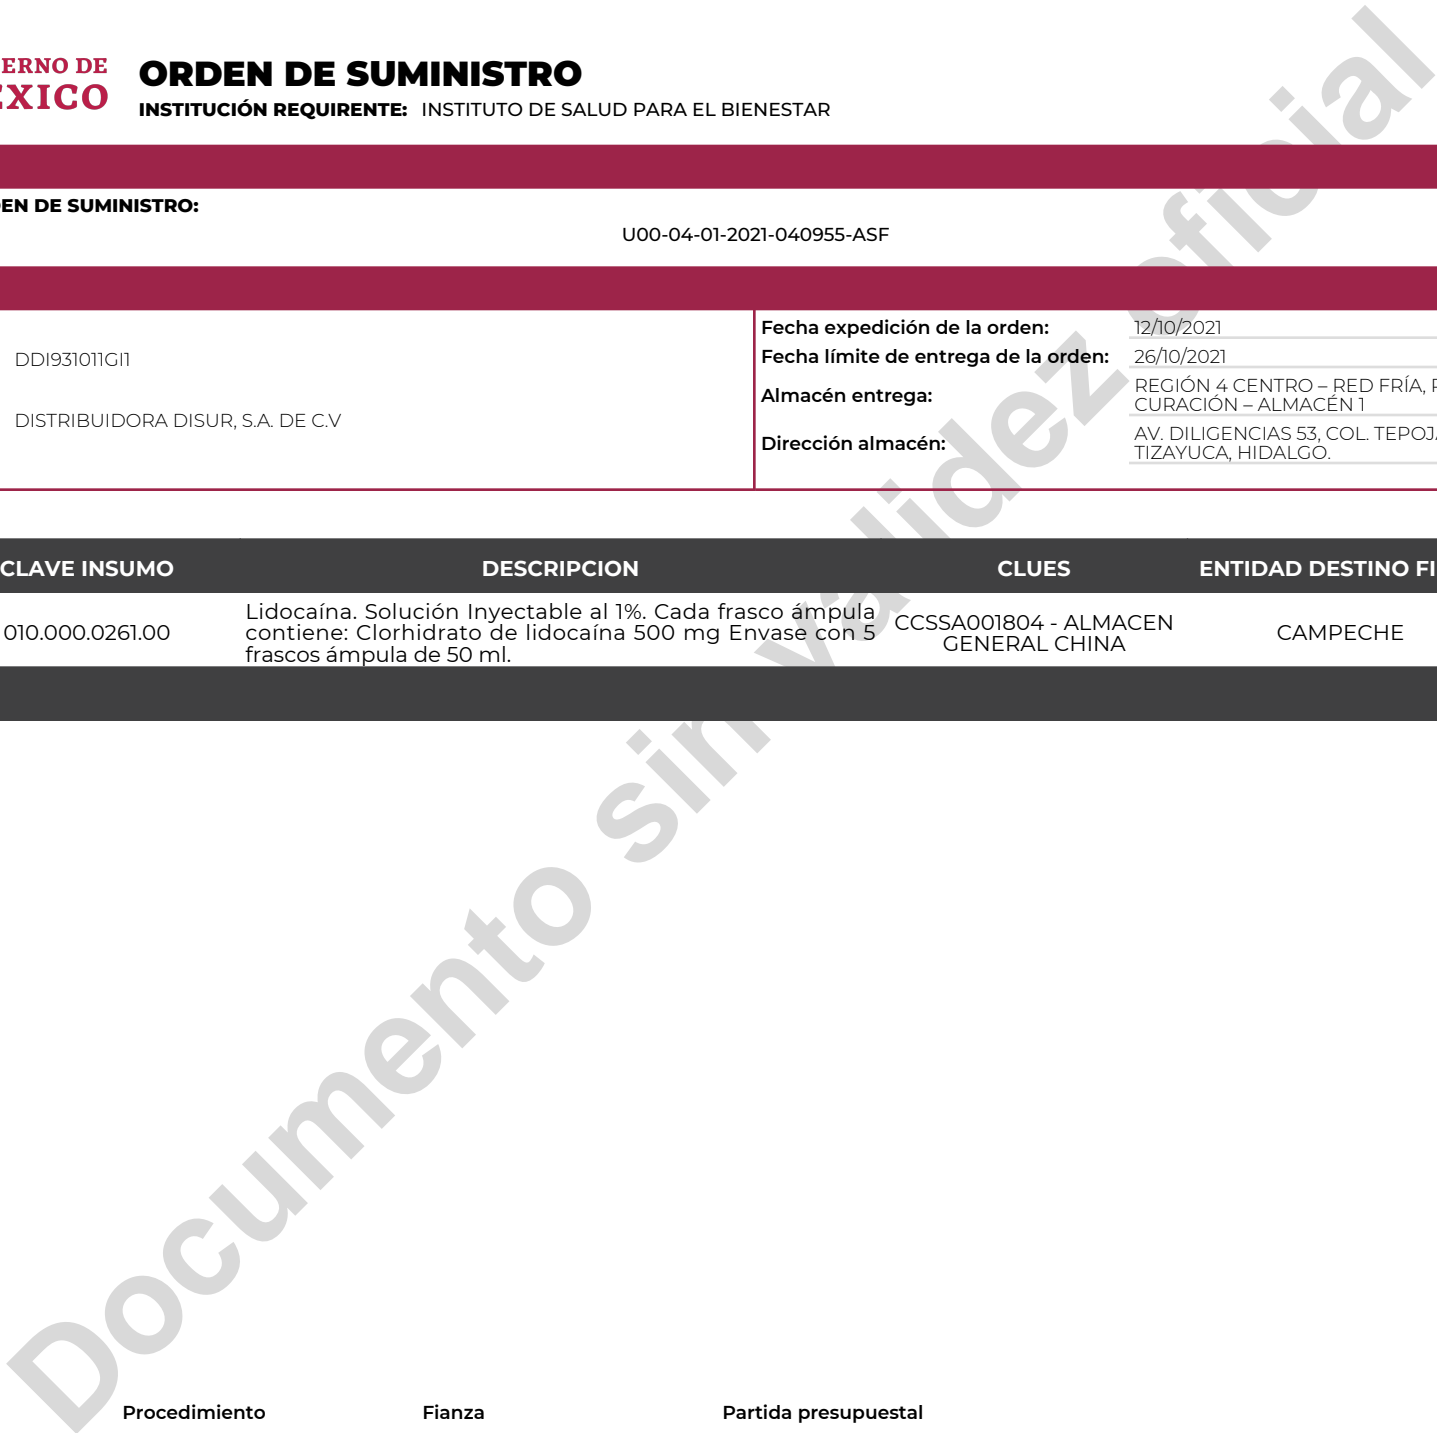 ERNO DE
EXICO
ORDEN DE SUMINISTRO
INSTITUCIÓN REQUIRENTE: INSTITUTO DE SALUD PARA EL BIENESTAR
EN DE SUMINISTRO:
U00-04-01-2021-040955-ASF
DDI931011GI1
DISTRIBUIDORA DISUR, S.A. DE C.V
Fecha expedición de la orden: 12/10/2021
Fecha límite de entrega de la orden: 26/10/2021
Almacén entrega: REGIÓN 4 CENTRO – RED FRÍA,
CURACIÓN – ALMACÉN 1
Dirección almacén: AV. DILIGENCIAS 53, COL. TEPOJ
TIZAYUCA, HIDALGO.
CLAVE INSUMO DESCRIPCION CLUES ENTIDAD DESTINO FI
010.000.0261.00
Lidocaína. Solución Inyectable al 1%. Cada frasco ámpula
contiene: Clorhidrato de lidocaína 500 mg Envase con 5
frascos ámpula de 50 ml.
CCSSA001804 - ALMACEN
GENERAL CHINA
CAMPECHE
Documento sin validez oficial
Procedimiento Fianza Partida presupuestal